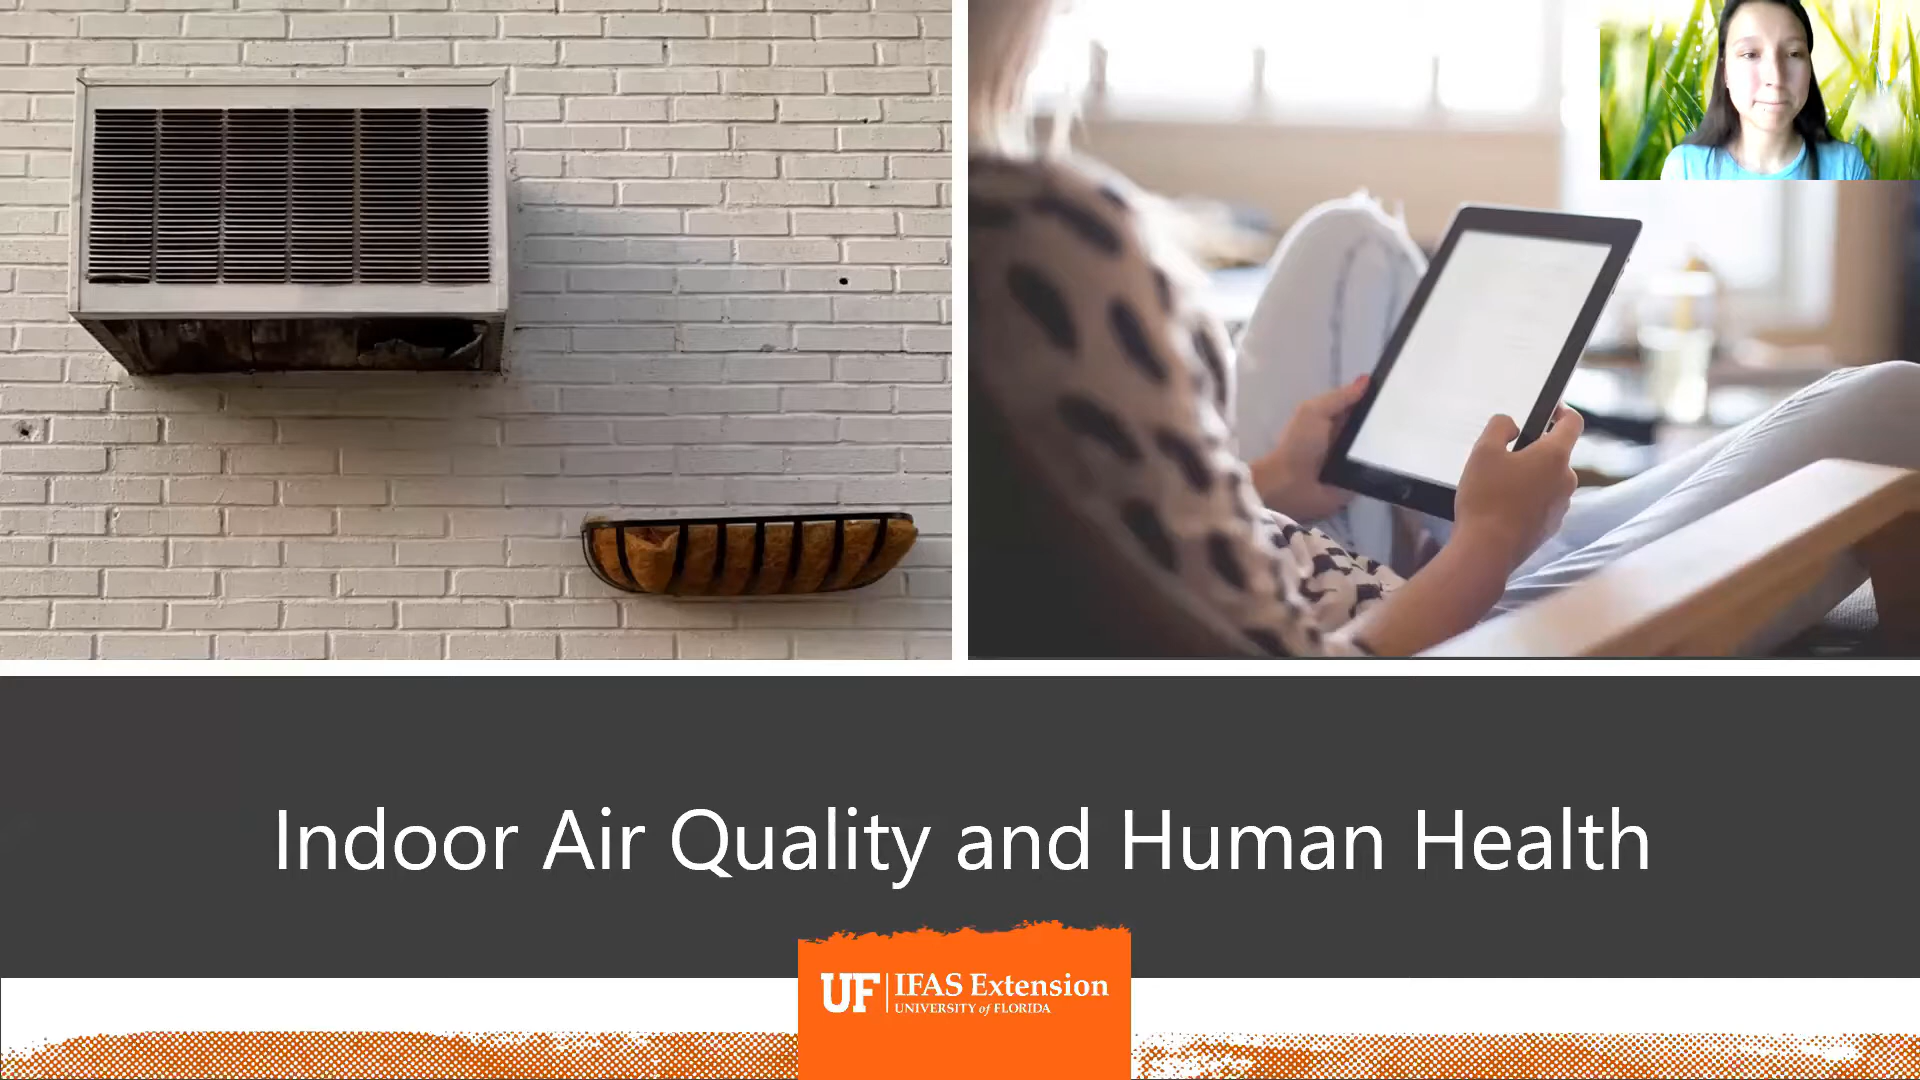 Indoor Air Quality and Human Health
UF IFAS Extension
UNIVERSITY of FLORIDA